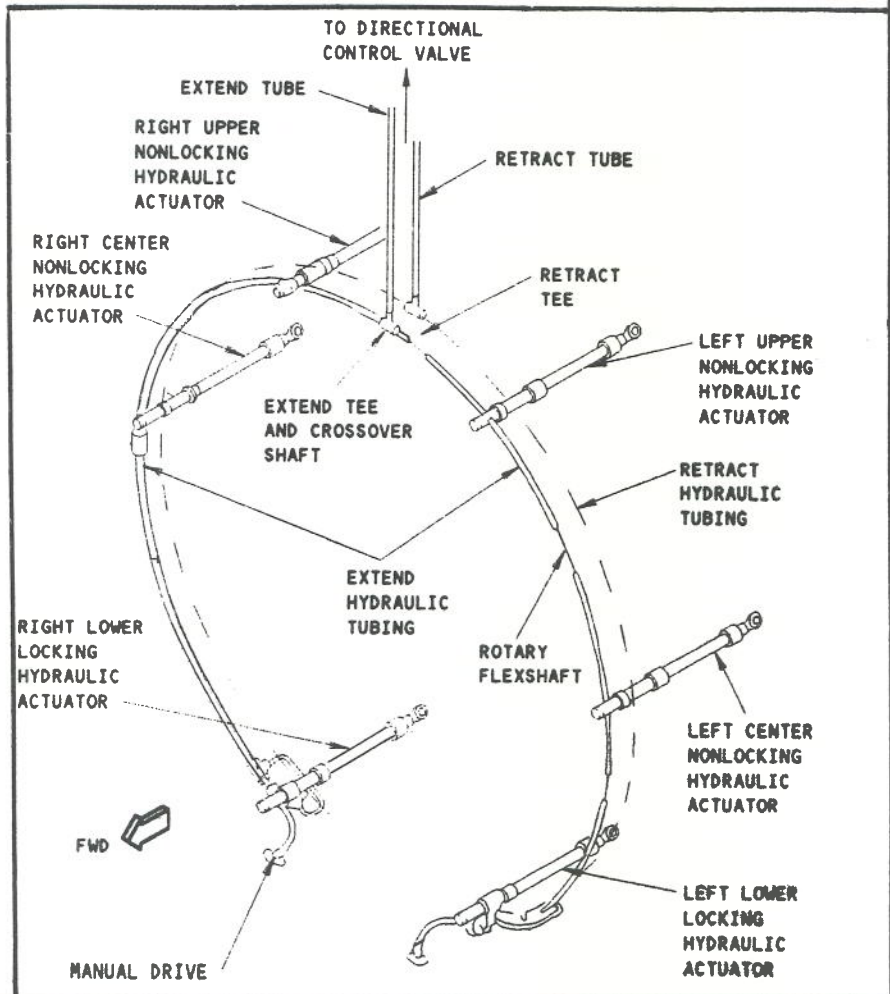 TO DIRECTIONAL
CONTROL VALVE
EXTEND TUBE
RIGHT UPPER
NONLOCKING
HYDRAULIC
ACTUATOR
RETRACT TUBE
RIGHT CENTER
NONLOCKING
HYDRAULIC
ACTUATOR
RETRACT
TEE
LEFT UPPER
NONLOCKING
HYDRAULIC
ACTUATOR
EXTEND TEE
AND CROSSOVER
SHAFT
RETRACT
HYDRAULIC
TUBING
EXTEND
HYDRAULIC
TUBING
RIGHT LOWER
LOCKING
HYDRAULIC
ACTUATOR
ROTARY
FLEXSHAFT
LEFT CENTER
NONLOCKING
HYDRAULIC
ACTUATOR
FWD
LEFT LOWER
LOCKING
HYDRAULIC
ACTUATOR
MANUAL DRIVE